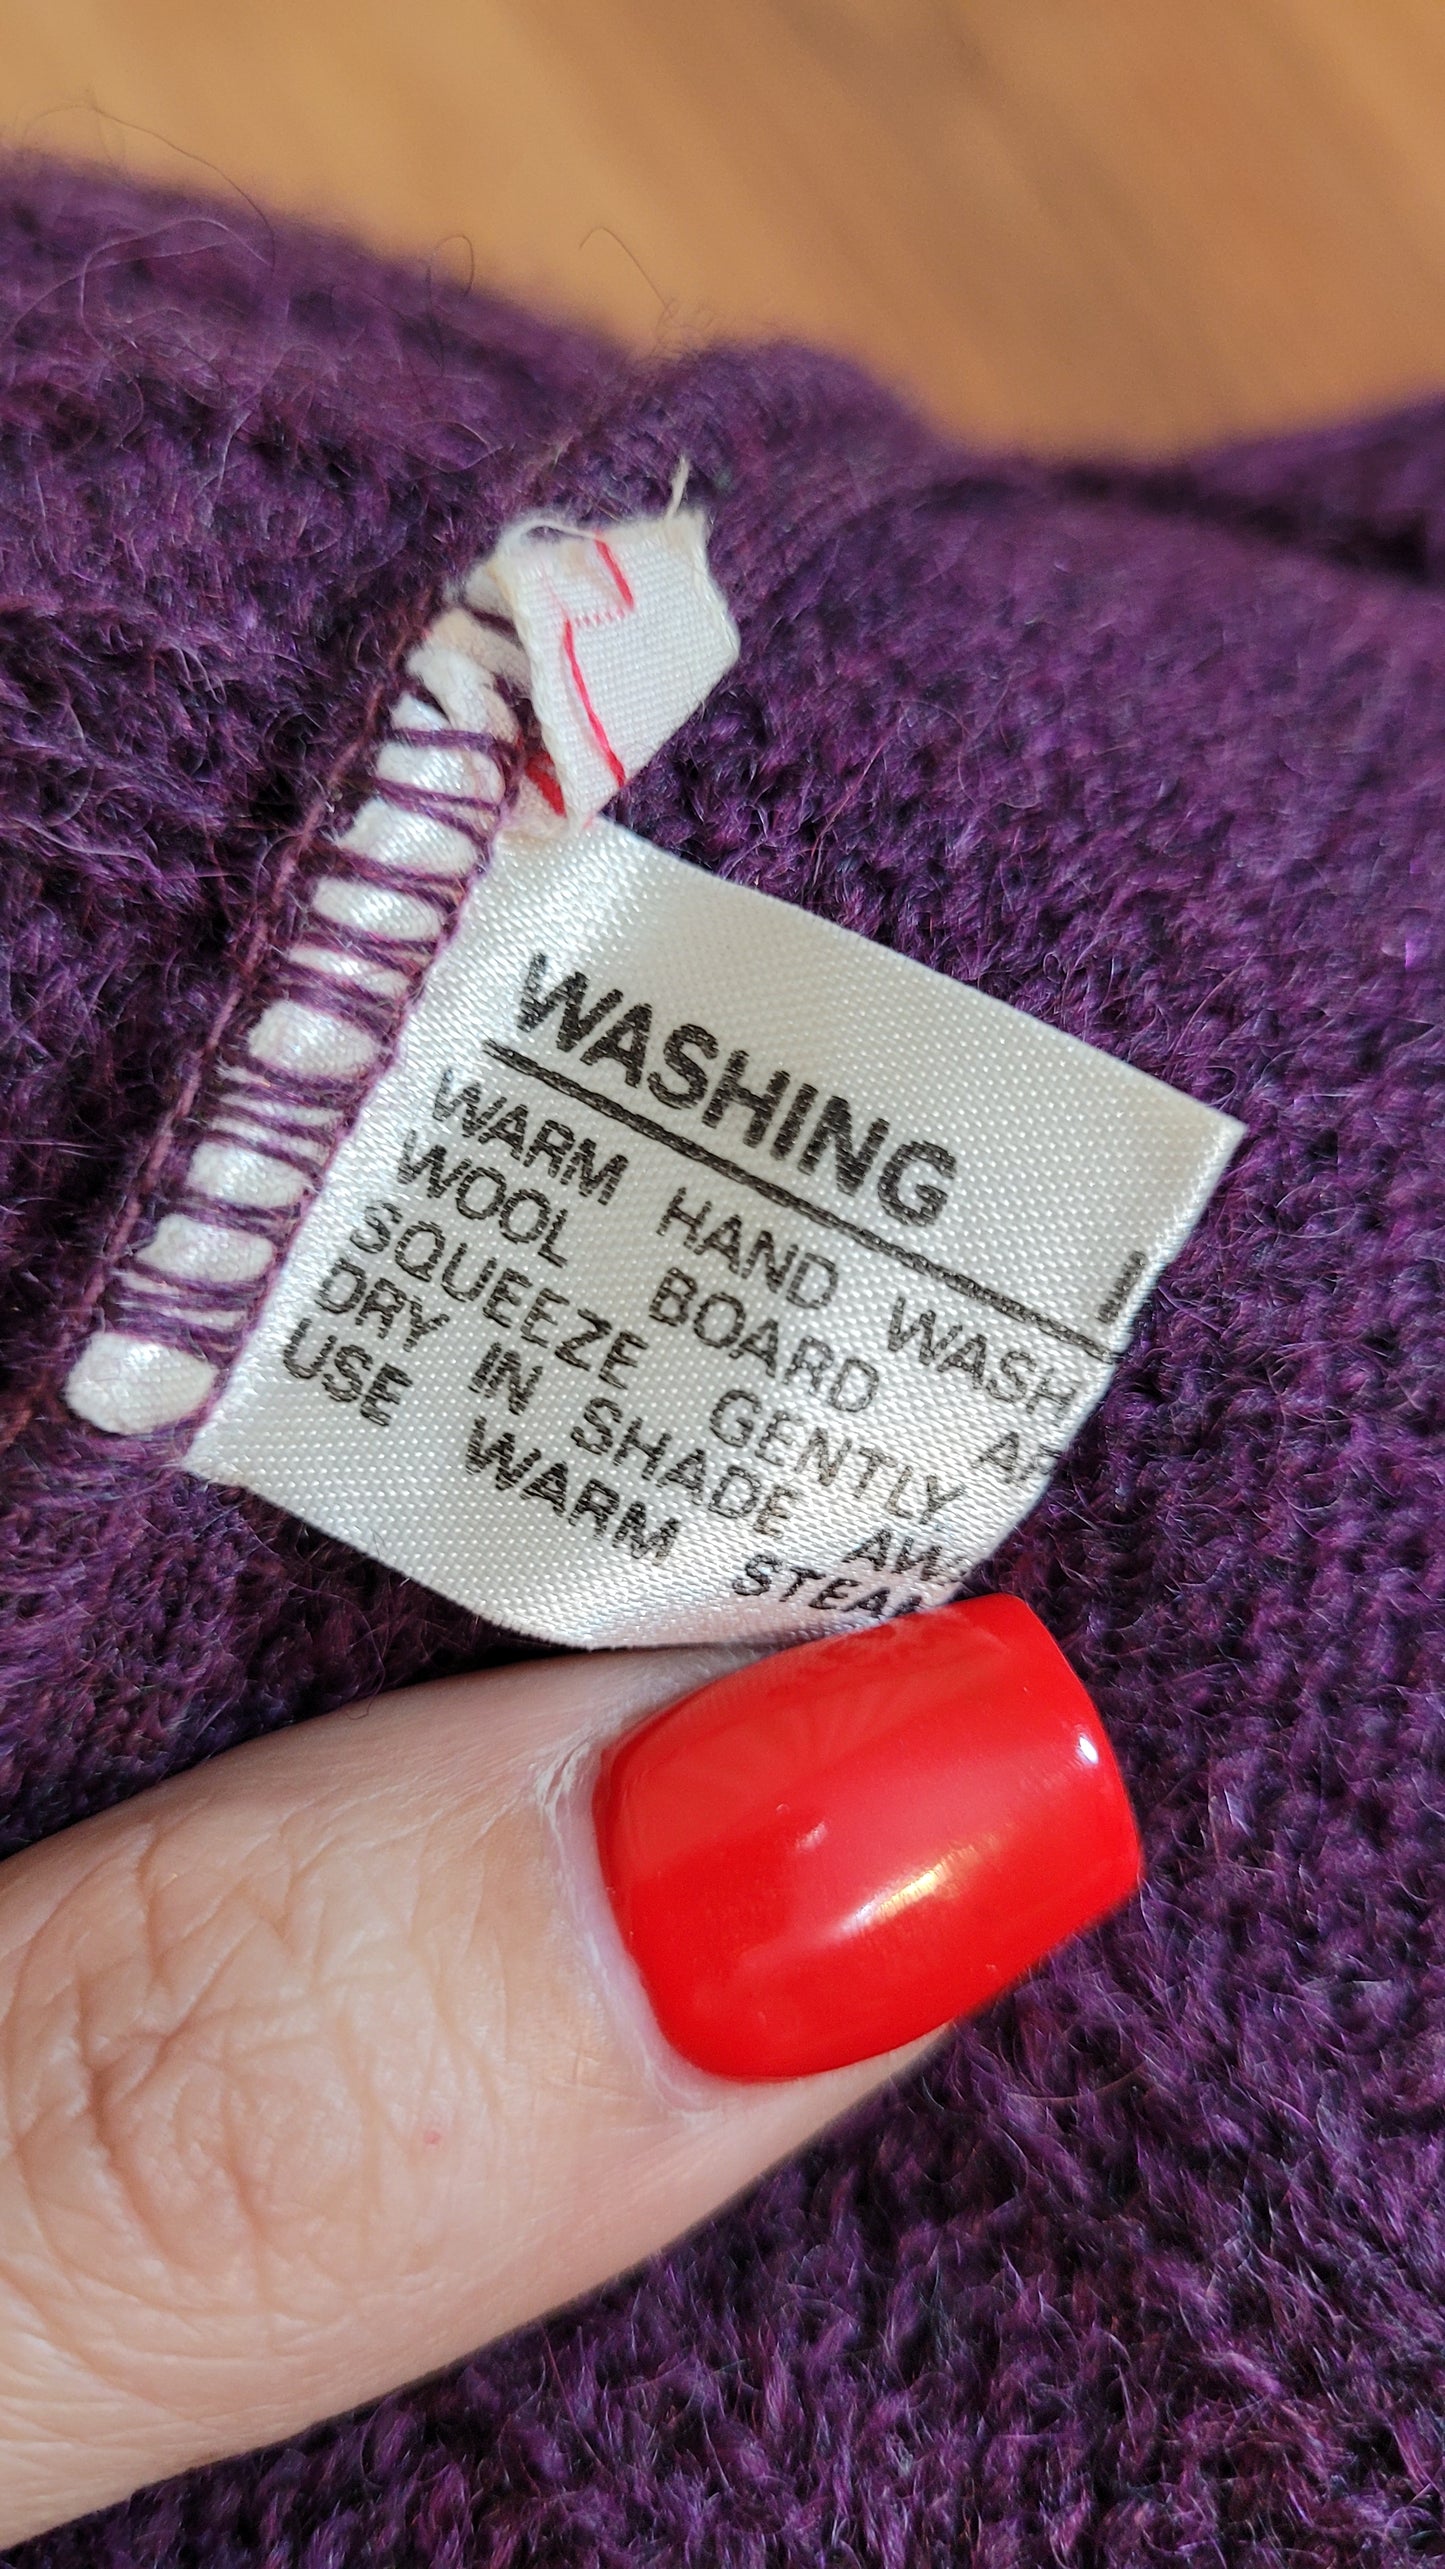 WASHING I
WARM HAND WASH
WOOL BOARD
SQUEEZE GENTLY
DRY IN SHADE
USE WARM